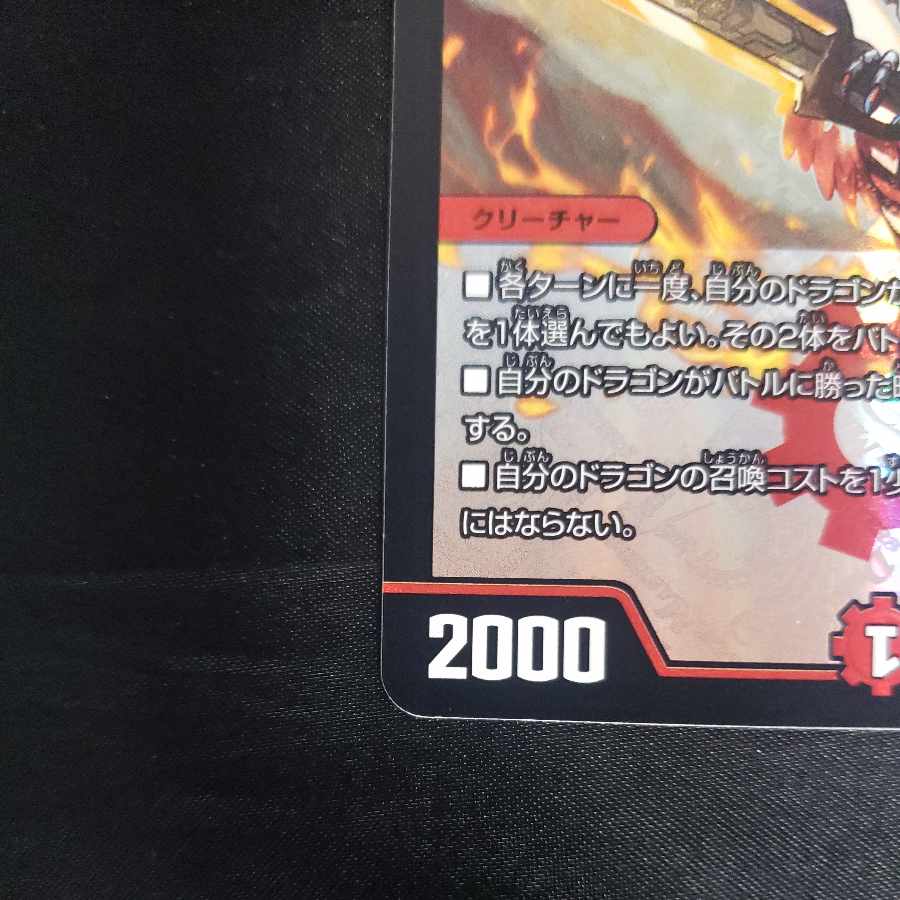 クリーチャー
■各ターンに一度、自分のドラゴンが
を1体選んでもよい。その2体をバト
■自分のドラゴンがバトルに勝った
する。
■自分のドラゴンの召喚コストを1少
にはならない。
2000
1